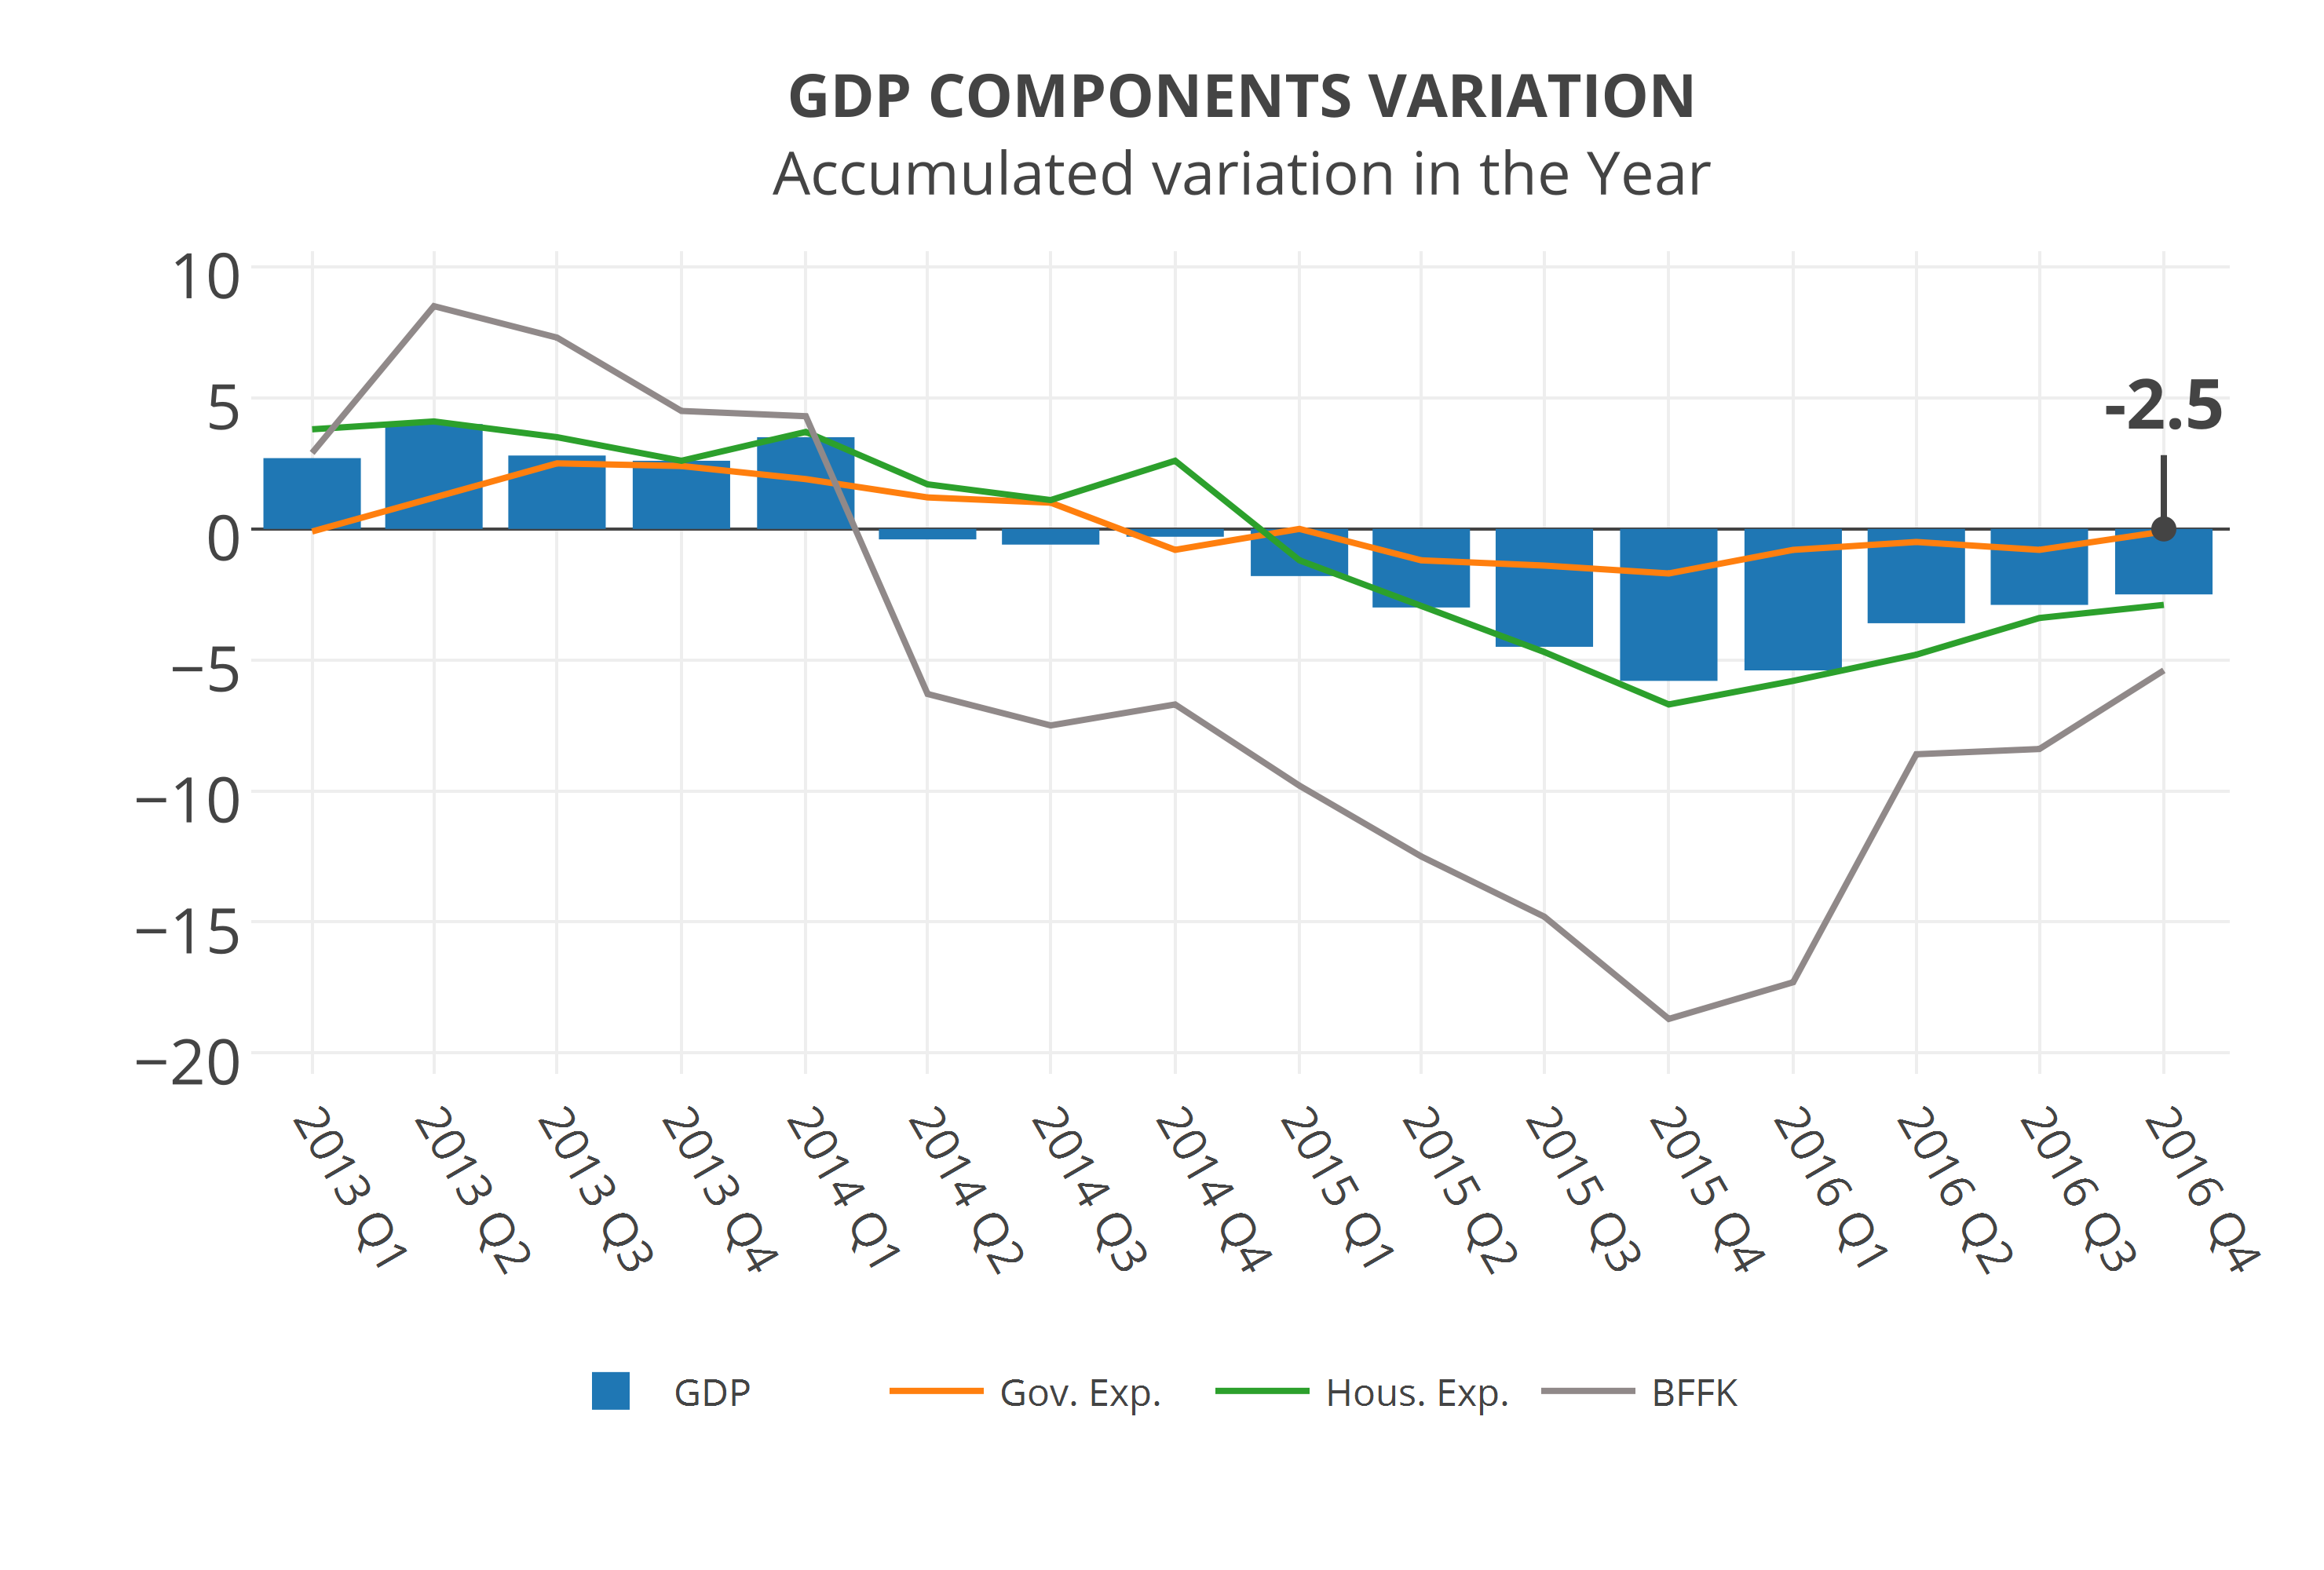 GDP COMPONENTS VARIATION
Accumulated variation in the Year
10
5
0
−5
−10
−15
−20
-2.5
2013 Q1
2013 Q2
2013 Q3
2013 Q4
2014 Q1
2014 Q2
2014 Q3
2014 Q4
2015 Q1
2015 Q2
2015 Q3
2015 Q4
2016 Q1
2016 Q2
2016 Q3
2016 Q4
GDP
Gov. Exp.
Hous. Exp.
BFFK